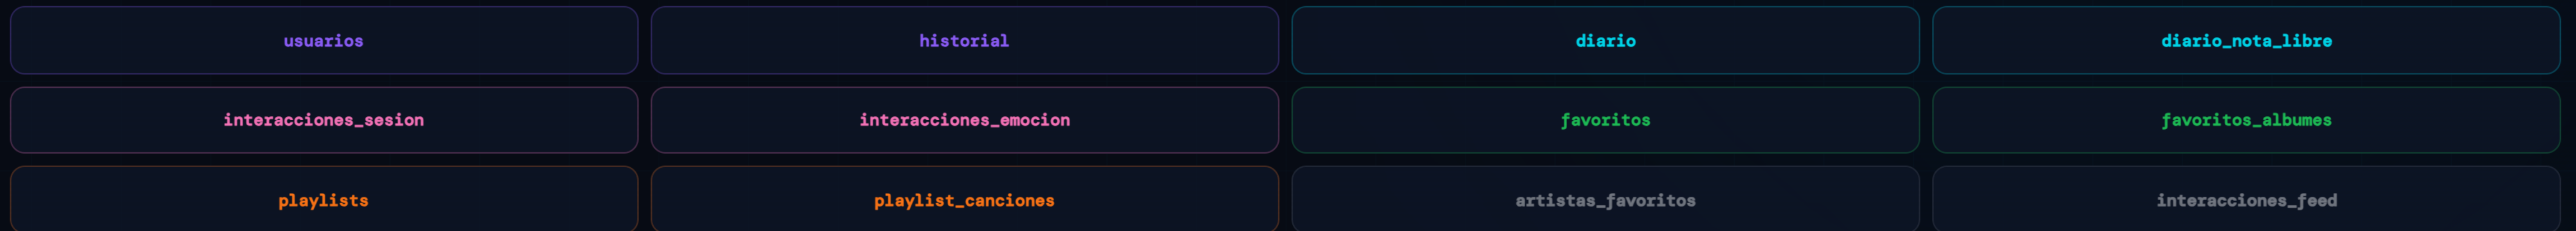 usuarios
historial
diario
diario_nota_libre
interacciones_sesion
interacciones_emocion
favoritos
favoritos_albumes
playlists
playlist_canciones
artistas_favoritos
interacciones_feed